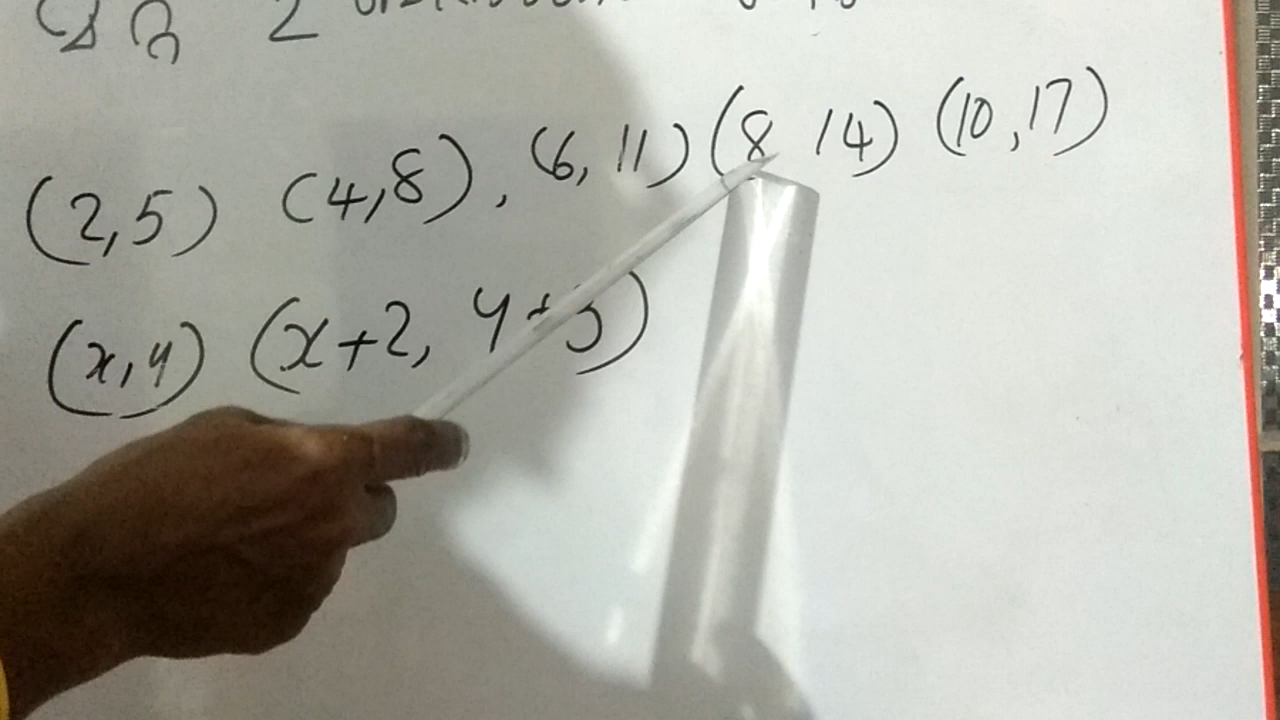 (2,5) (4,8), (6,11) (8 14) (10,17)
(x,y) (x+2, y+3)